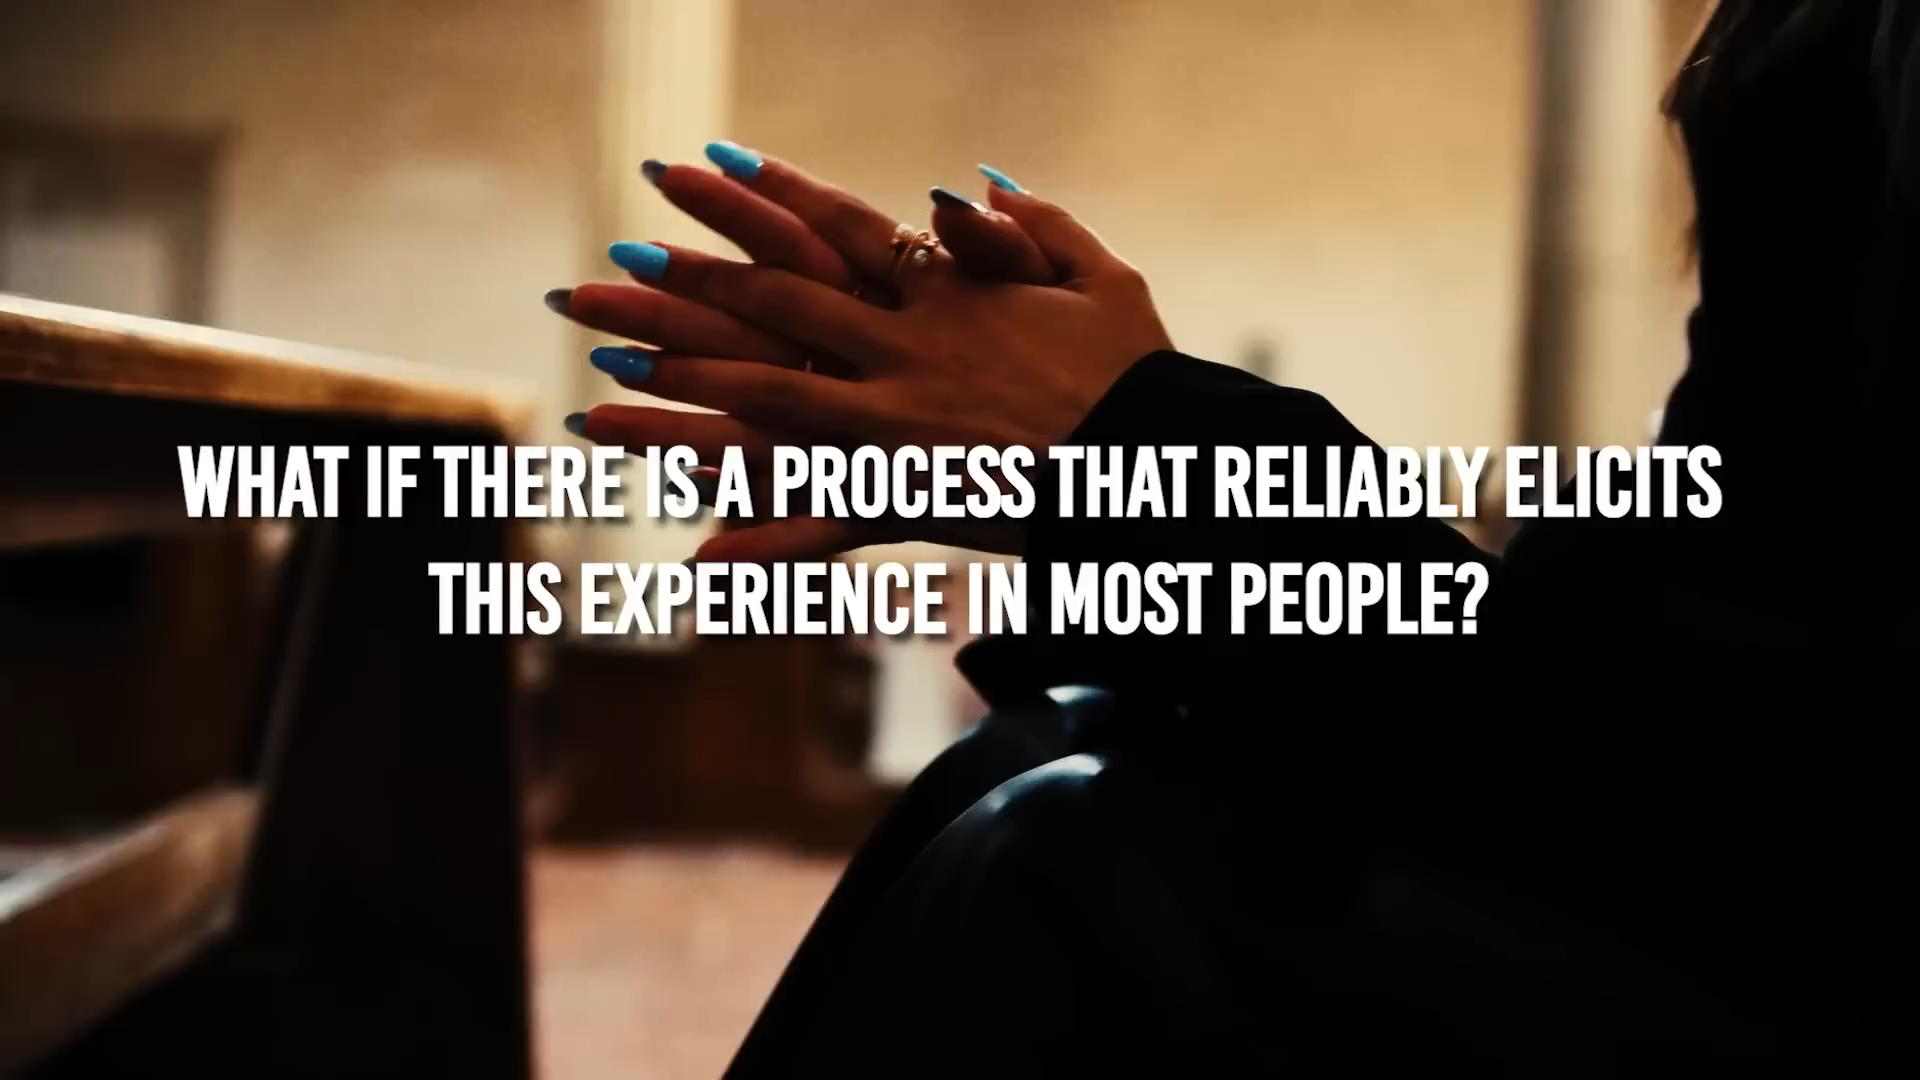 WHAT IF THERE IS A PROCESS THAT RELIABLY ELICITS
THIS EXPERIENCE IN MOST PEOPLE?